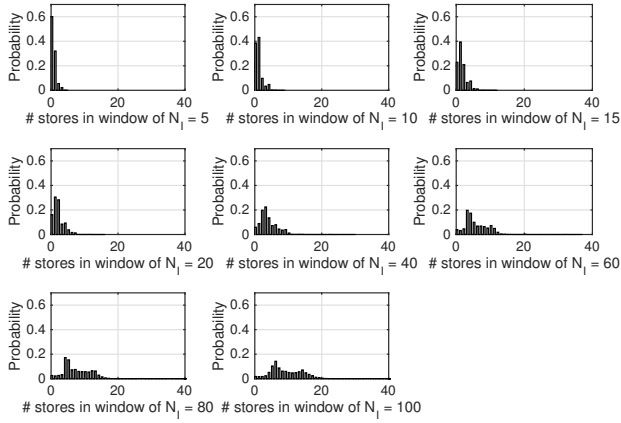 Probability
0.6
0.4
0.2
0
0 20 40
# stores in window of N_I = 5
Probability
0.6
0.4
0.2
0
0 20 40
# stores in window of N_I = 10
Probability
0.6
0.4
0.2
0
0 20 40
# stores in window of N_I = 15
Probability
0.6
0.4
0.2
0
0 20 40
# stores in window of N_I = 20
Probability
0.6
0.4
0.2
0
0 20 40
# stores in window of N_I = 40
Probability
0.6
0.4
0.2
0
0 20 40
# stores in window of N_I = 60
Probability
0.6
0.4
0.2
0
0 20 40
# stores in window of N_I = 80
Probability
0.6
0.4
0.2
0
0 20 40
# stores in window of N_I = 100